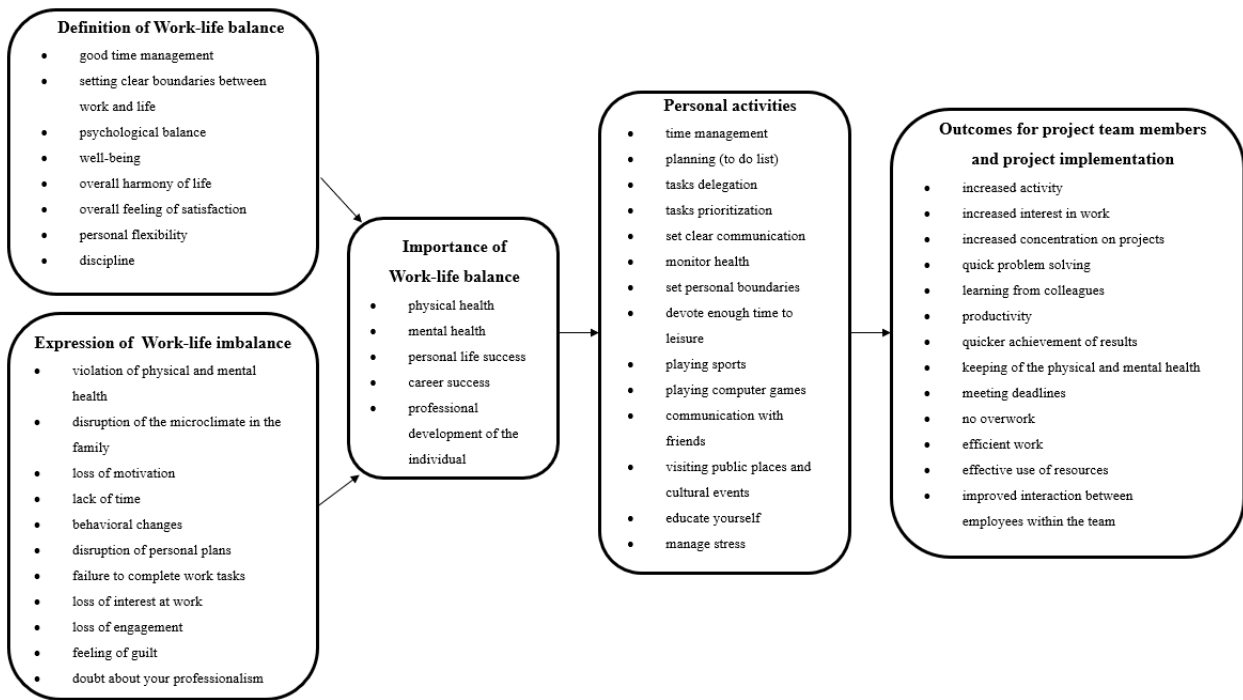 Definition of Work-life balance
• good time management
• setting clear boundaries between
work and life
• psychological balance
• well-being
• overall harmony of life
• overall feeling of satisfaction
• personal flexibility
• discipline
Expression of Work-life imbalance
• violation of physical and mental
health
• disruption of the microclimate in the
family
• loss of motivation
• lack of time
• behavioral changes
• disruption of personal plans
• failure to complete work tasks
• loss of interest at work
• loss of engagement
• feeling of guilt
• doubt about your professionalism
Importance of
Work-life balance
• physical health
• mental health
• personal life success
• career success
• professional
development of the
individual
Personal activities
• time management
• planning (to do list)
• tasks delegation
• tasks prioritization
• set clear communication
• monitor health
• set personal boundaries
• devote enough time to
leisure
• playing sports
• playing computer games
• communication with
friends
• visiting public places and
cultural events
• educate yourself
• manage stress
Outcomes for project team members
and project implementation
• increased activity
• increased interest in work
• increased concentration on projects
• quick problem solving
• learning from colleagues
• productivity
• quicker achievement of results
• keeping of the physical and mental health
• meeting deadlines
• no overwork
• efficient work
• effective use of resources
• improved interaction between
employees within the team